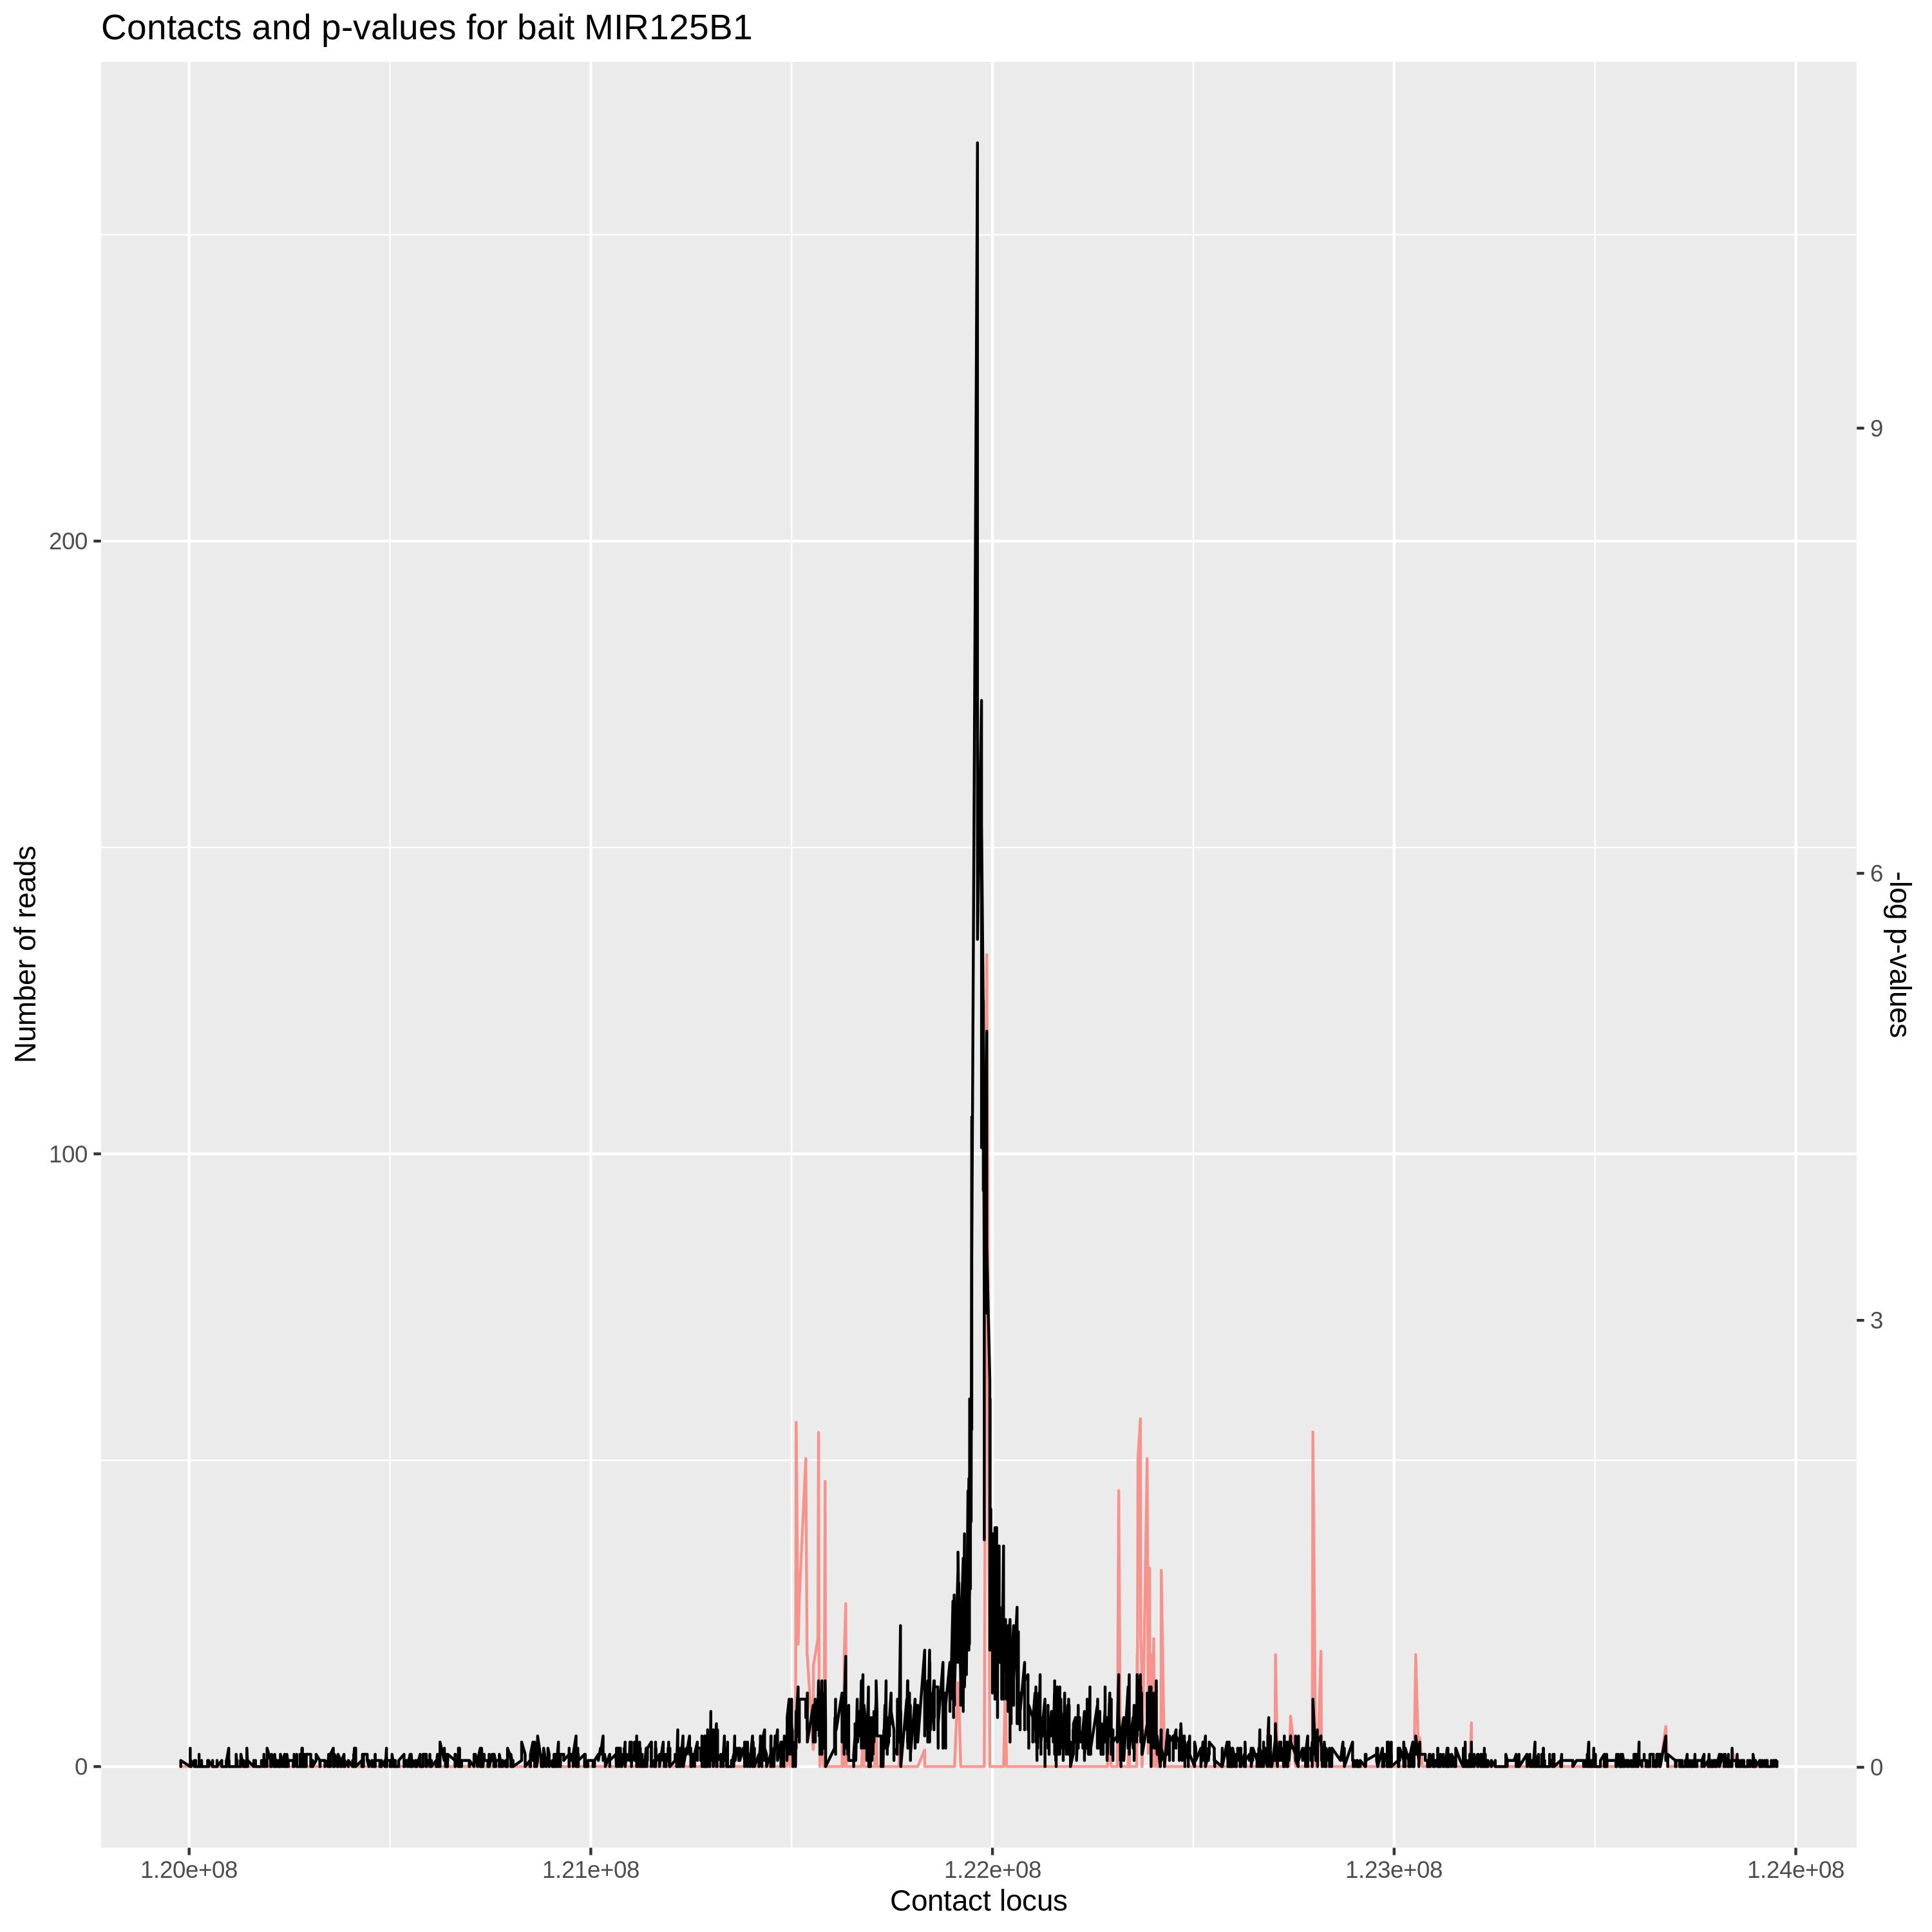 Contacts and p-values for bait MIR125B1
Number of reads
200
100
0
9
6
3
0
-log p-values
1.20e+08
1.21e+08
1.22e+08
1.23e+08
1.24e+08
Contact locus